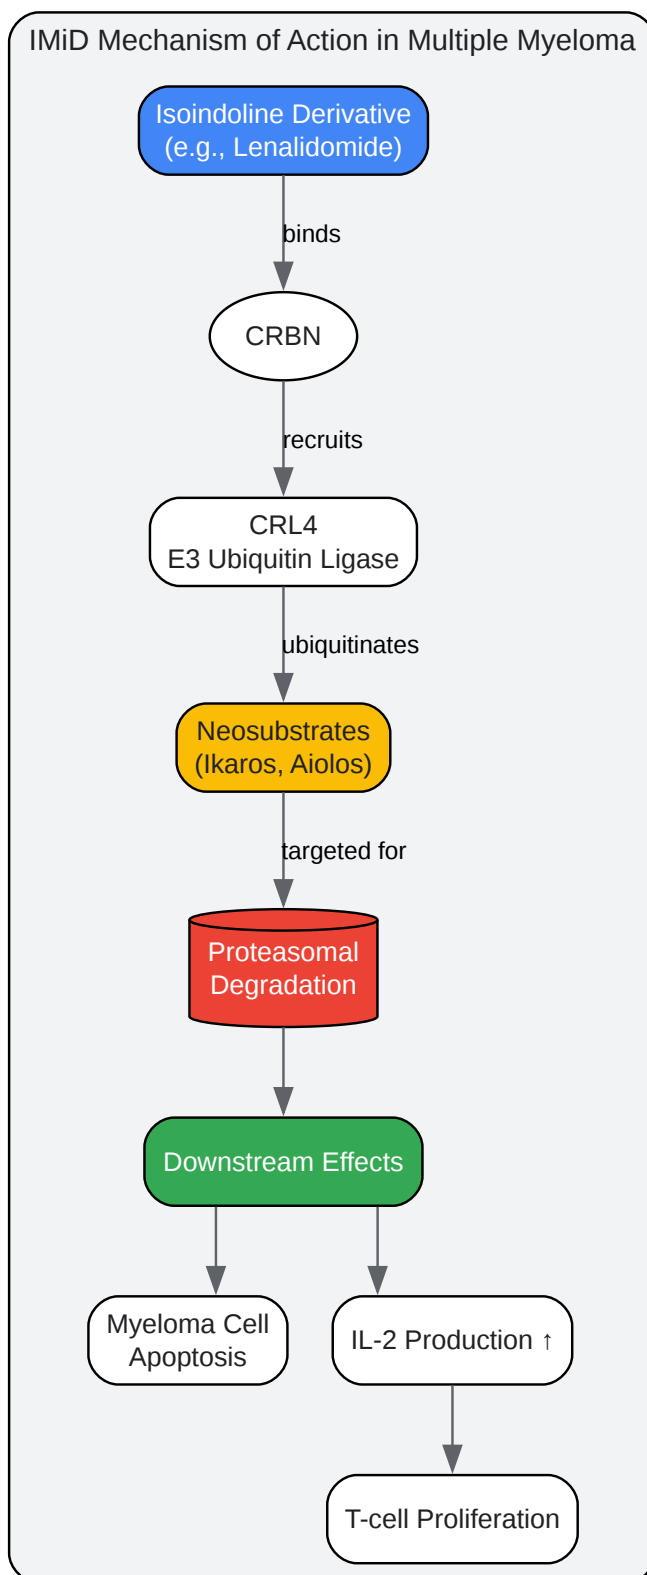 IMiD Mechanism of Action in Multiple Myeloma
Isoindoline Derivative
(e.g., Lenalidomide)
binds
CRBN
recruits
CRL4
E3 Ubiquitin Ligase
ubiquitinates
Neosubstrates
(Ikaros, Aiolos)
targeted for
Proteasomal
Degradation
Downstream Effects
Myeloma Cell
Apoptosis
IL-2 Production ↑
T-cell Proliferation